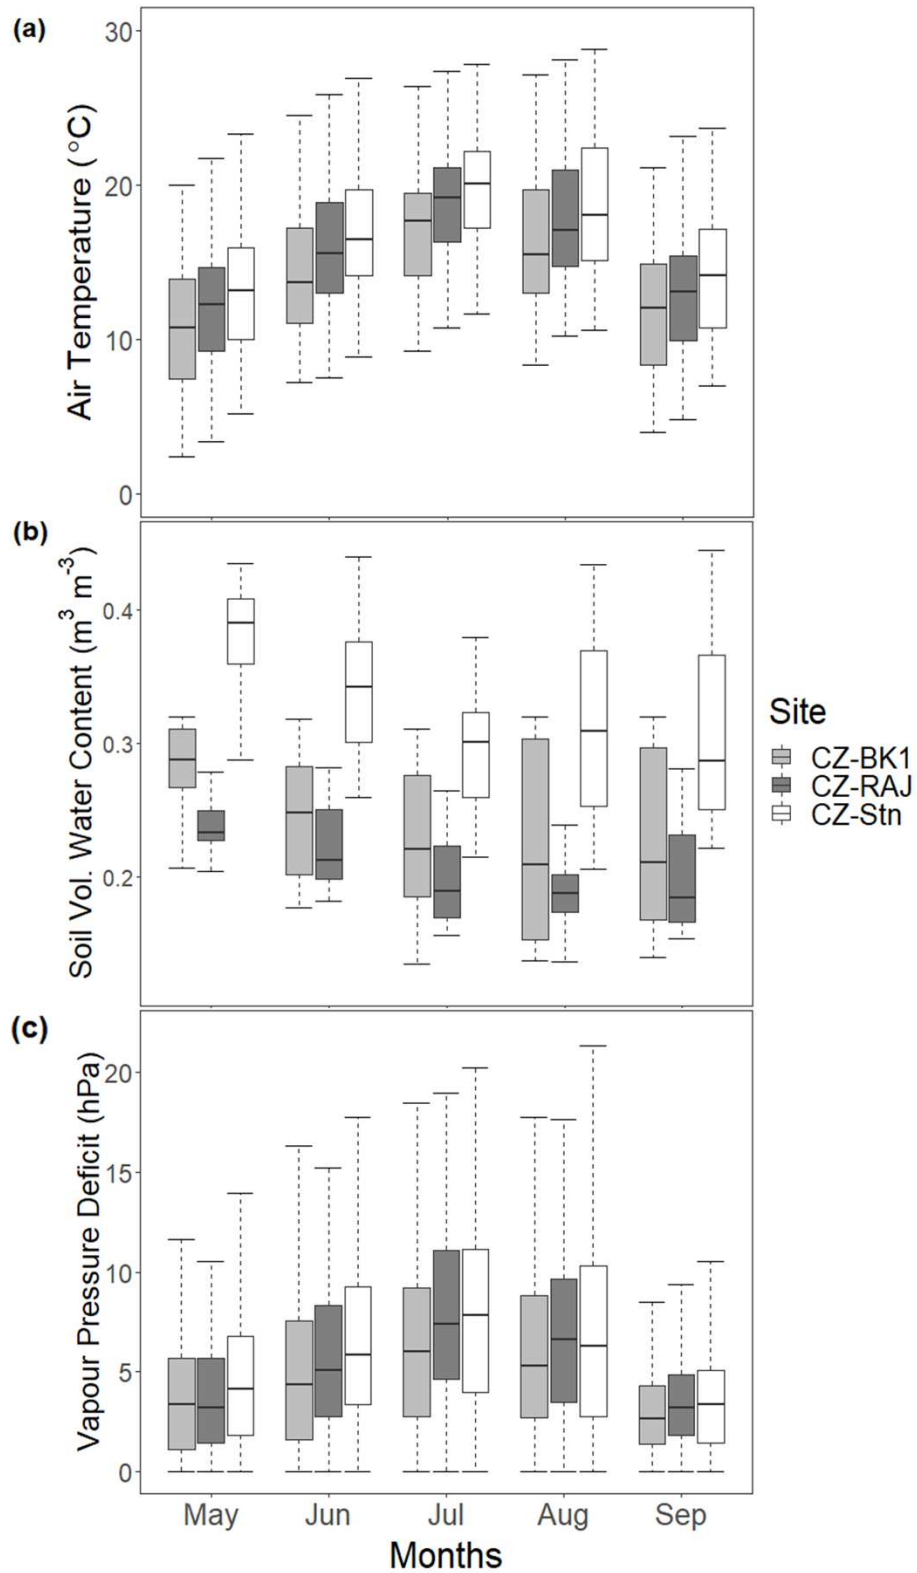 (a)
Air Temperature (°C)
30
20
10
0
(b)
Soil Vol. Water Content (m³ m⁻³)
0.4
0.3
0.2
Site
CZ-BK1
CZ-RAJ
CZ-Stn
(c)
Vapour Pressure Deficit (hPa)
20
15
10
5
0
May Jun Jul Aug Sep
Months